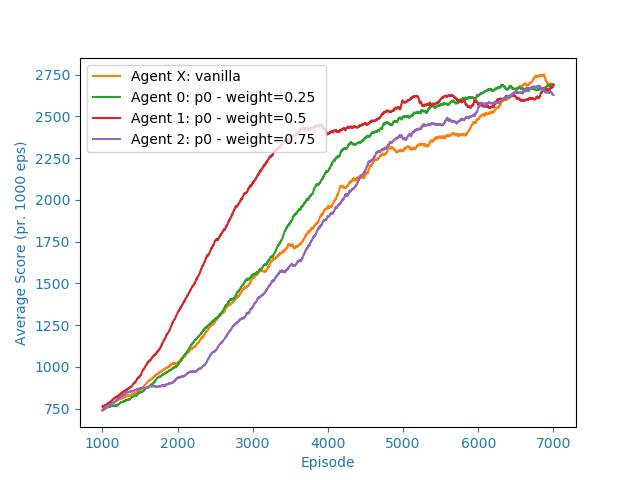 Agent X: vanilla
Agent 0: p0 - weight=0.25
Agent 1: p0 - weight=0.5
Agent 2: p0 - weight=0.75
Average Score (pr. 1000 eps)
2750
2500
2250
2000
1750
1500
1250
1000
750
1000 2000 3000 4000 5000 6000 7000
Episode